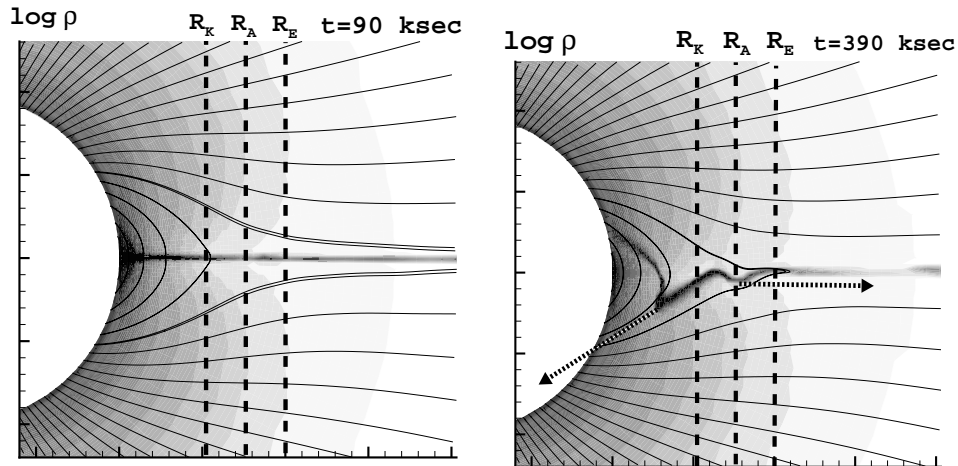 log ρ R_K R_A R_E t=90 ksec
log ρ R_K R_A R_E t=390 ksec